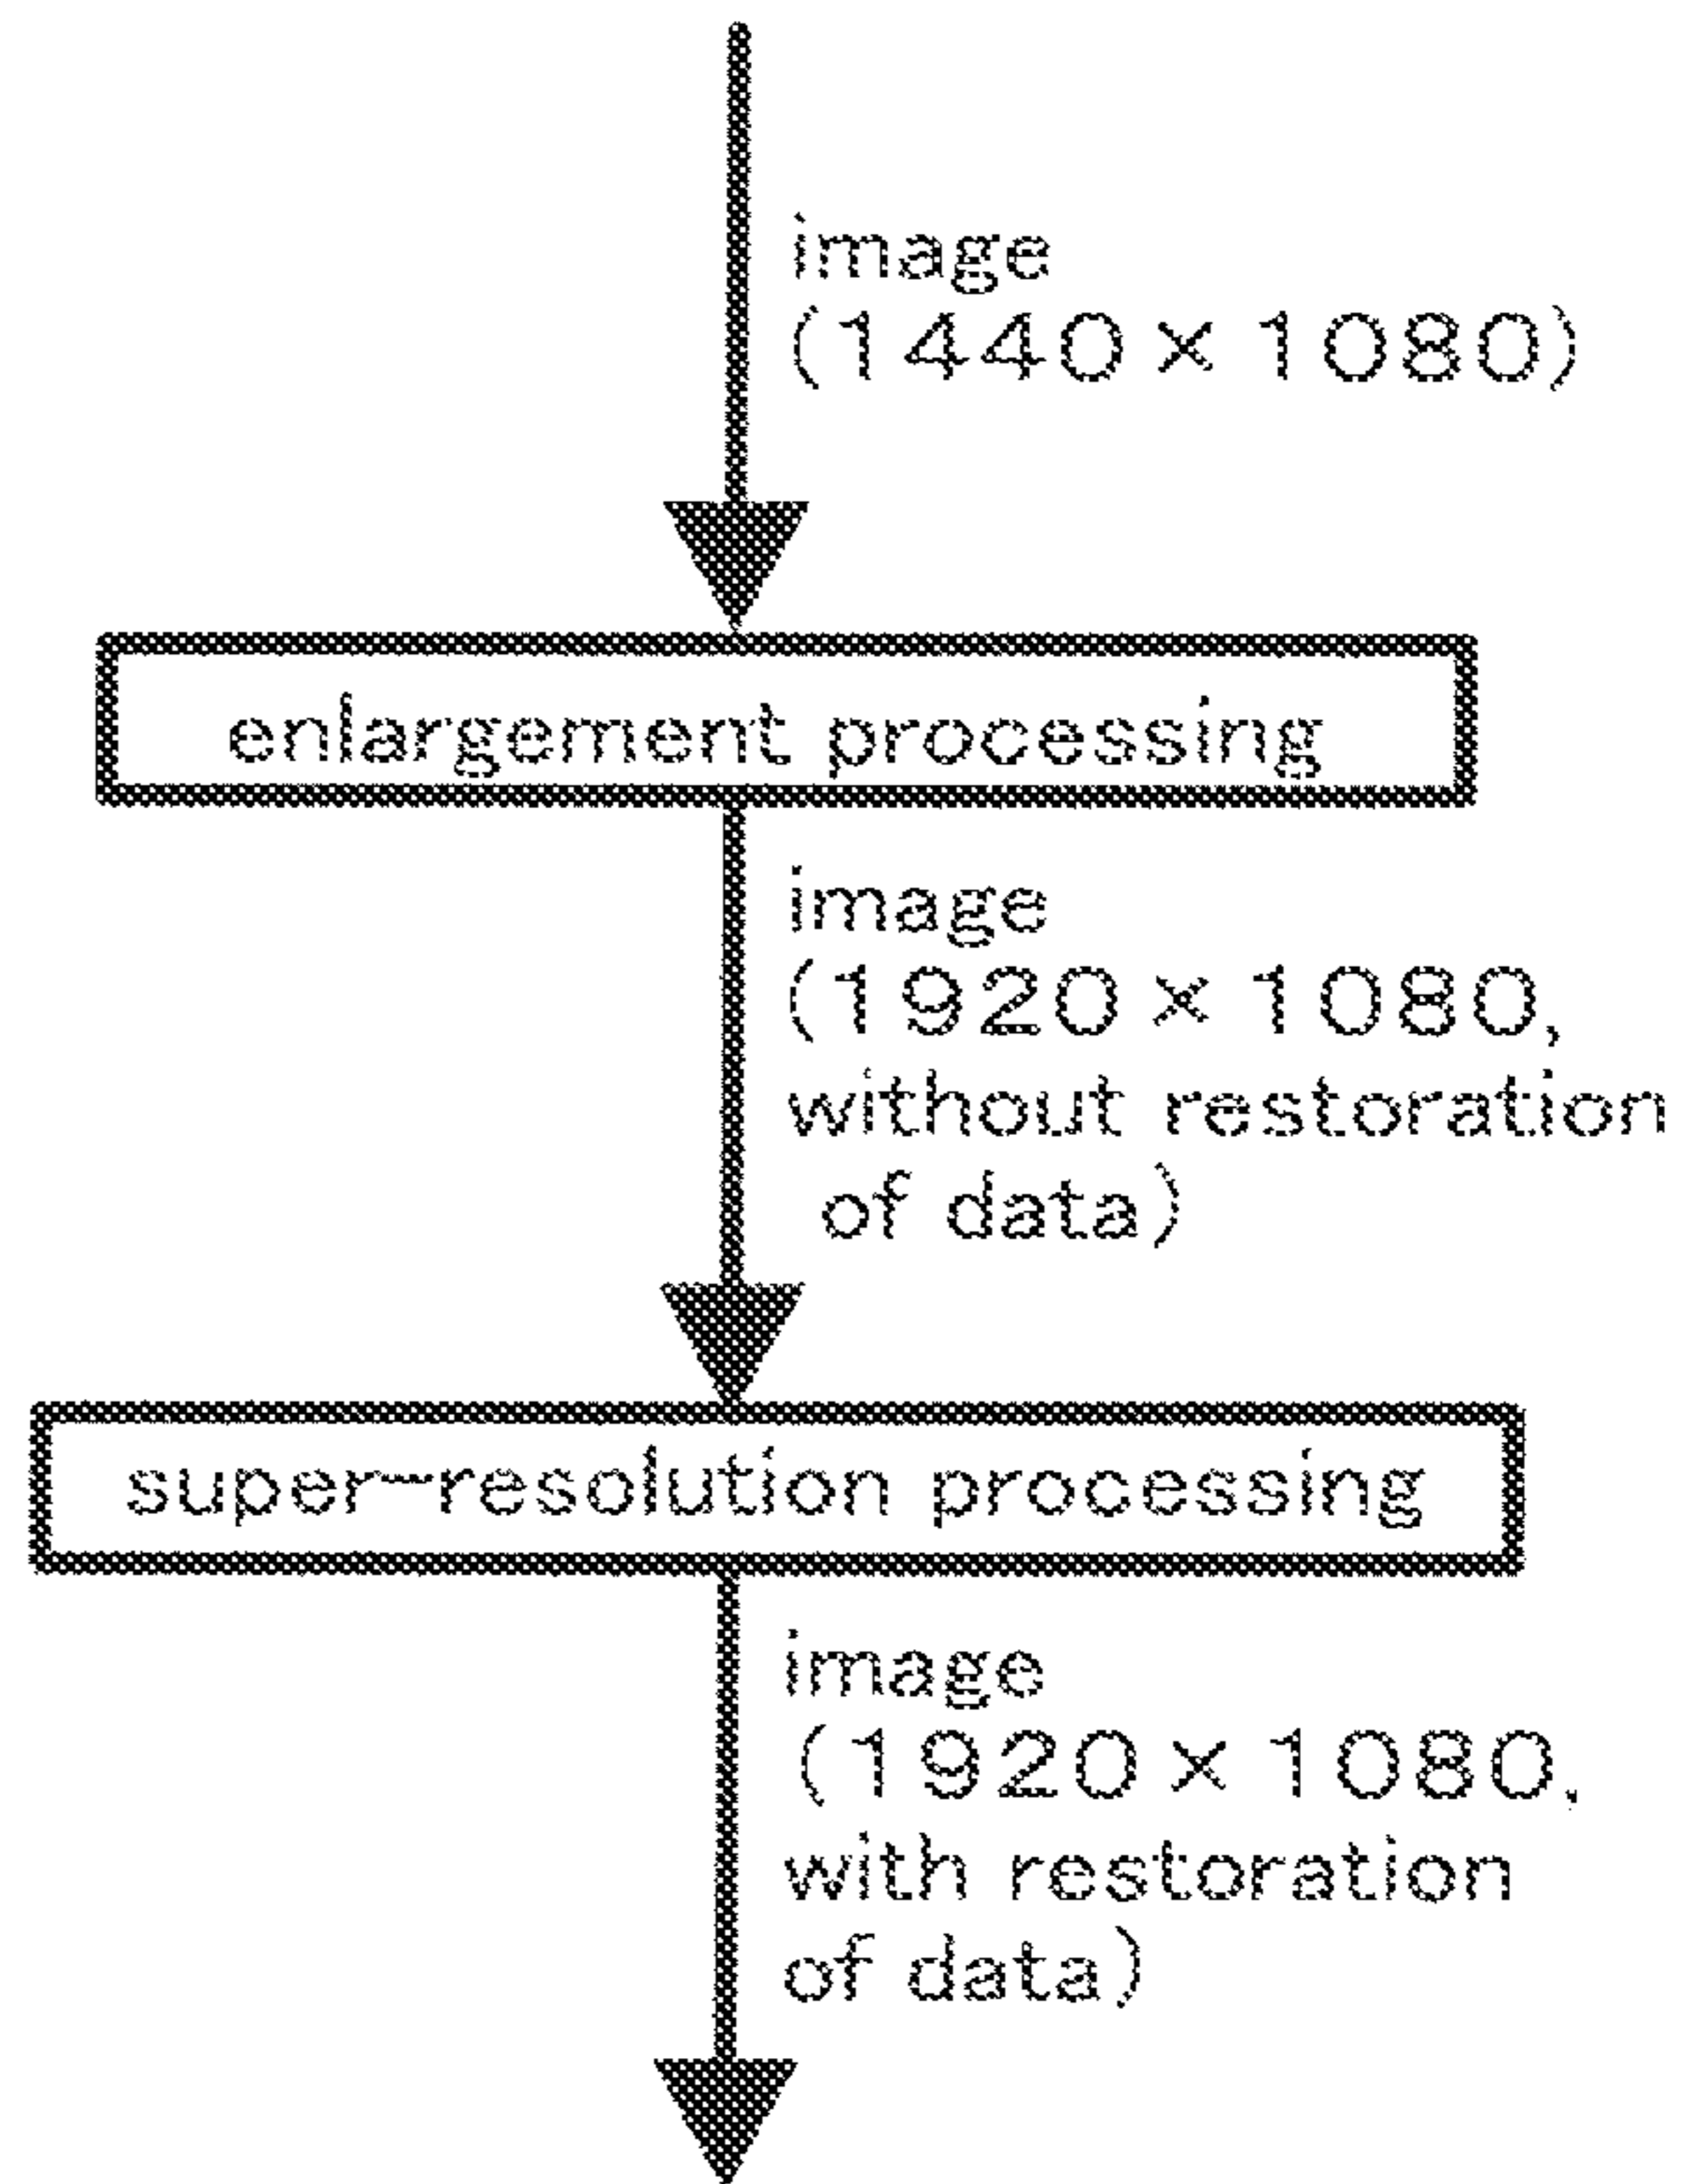 image
(1440×1080)
enlargement processing
image
(1920×1080,
without restoration
of data)
super-resolution processing
image
(1920×1080,
with restoration
of data)